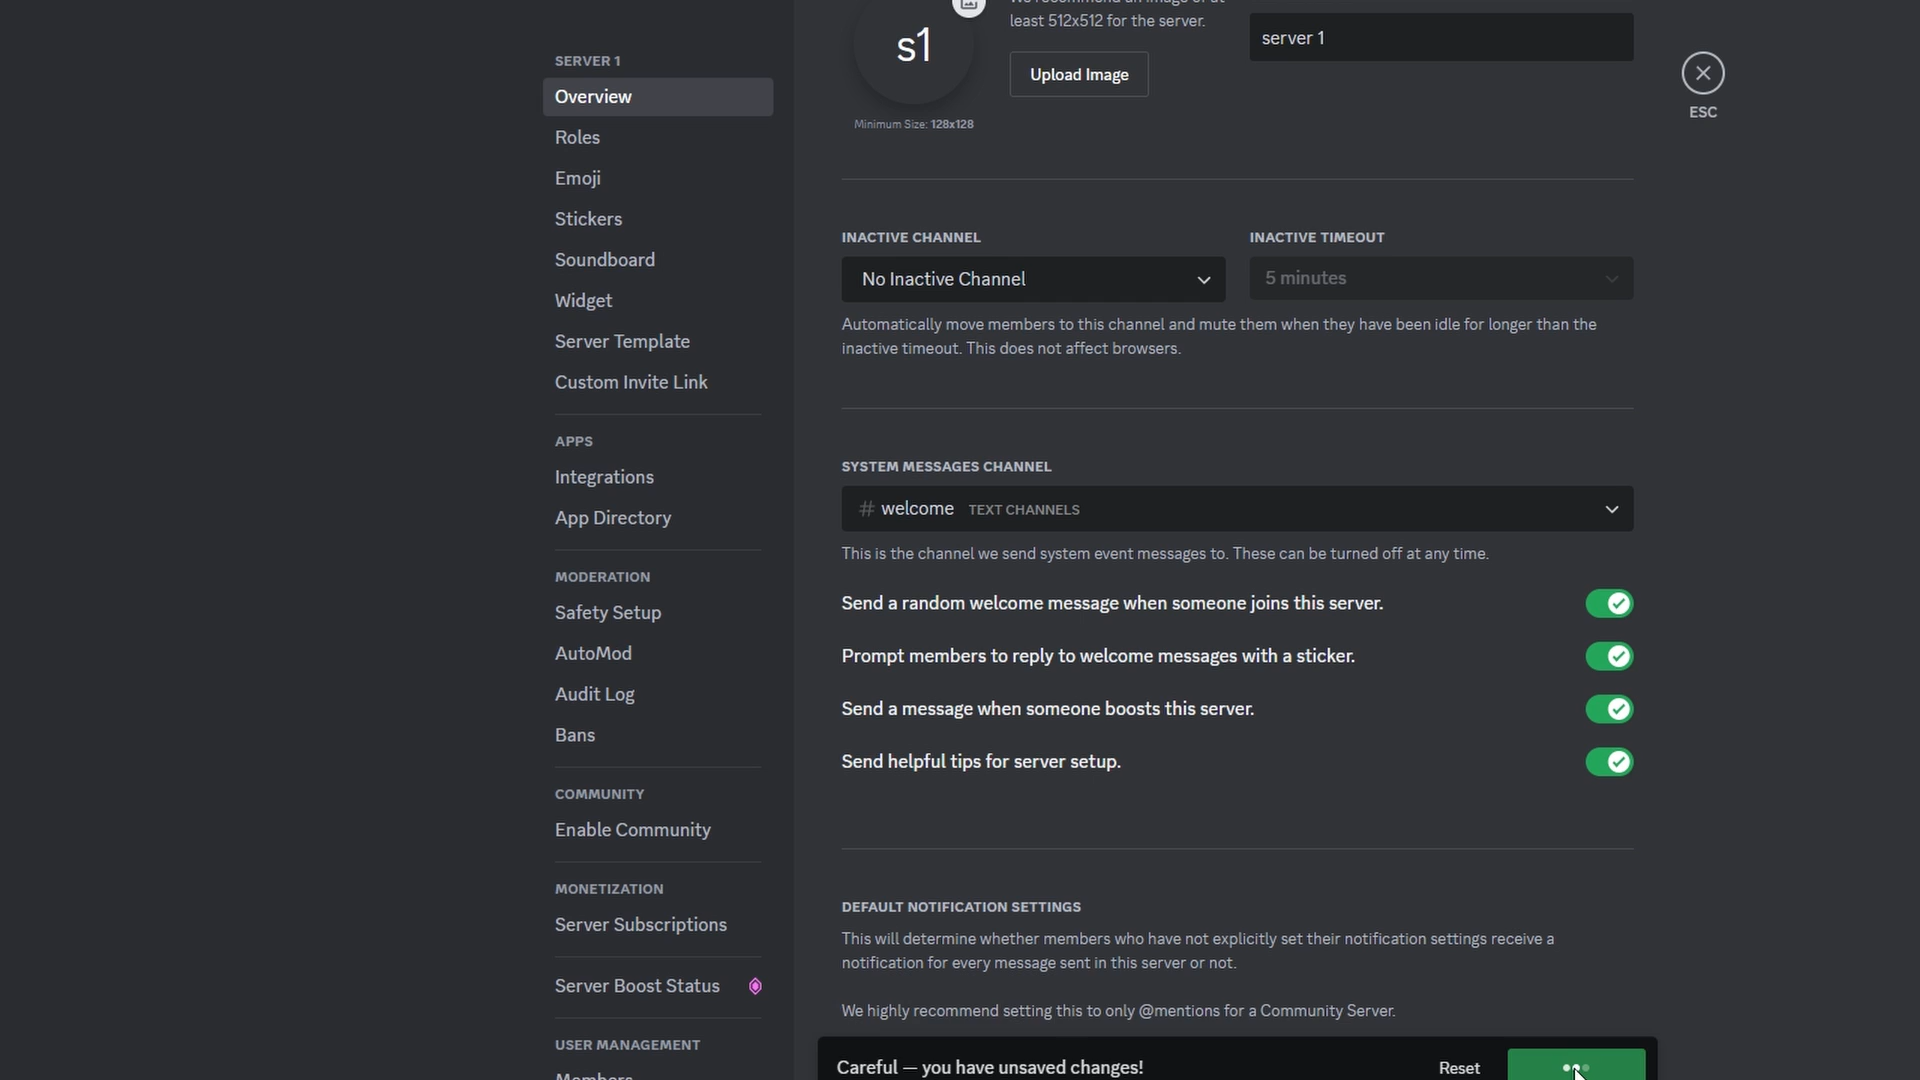 SERVER 1
Overview
Roles
Emoji
Stickers
Soundboard
Widget
Server Template
Custom Invite Link
APPS
Integrations
App Directory
MODERATION
Safety Setup
AutoMod
Audit Log
Bans
COMMUNITY
Enable Community
MONETIZATION
Server Subscriptions
Server Boost Status
USER MANAGEMENT
Members
s1
Minimum Size: 128x128
We recommend an image of at
least 512x512 for the server.
Upload Image
server 1
ESC
INACTIVE CHANNEL
No Inactive Channel
INACTIVE TIMEOUT
5 minutes
Automatically move members to this channel and mute them when they have been idle for longer than the
inactive timeout. This does not affect browsers.
SYSTEM MESSAGES CHANNEL
# welcome TEXT CHANNELS
This is the channel we send system event messages to. These can be turned off at any time.
Send a random welcome message when someone joins this server.
Prompt members to reply to welcome messages with a sticker.
Send a message when someone boosts this server.
Send helpful tips for server setup.
DEFAULT NOTIFICATION SETTINGS
This will determine whether members who have not explicitly set their notification settings receive a
notification for every message sent in this server or not.
We highly recommend setting this to only @mentions for a Community Server.
Careful — you have unsaved changes!
Reset